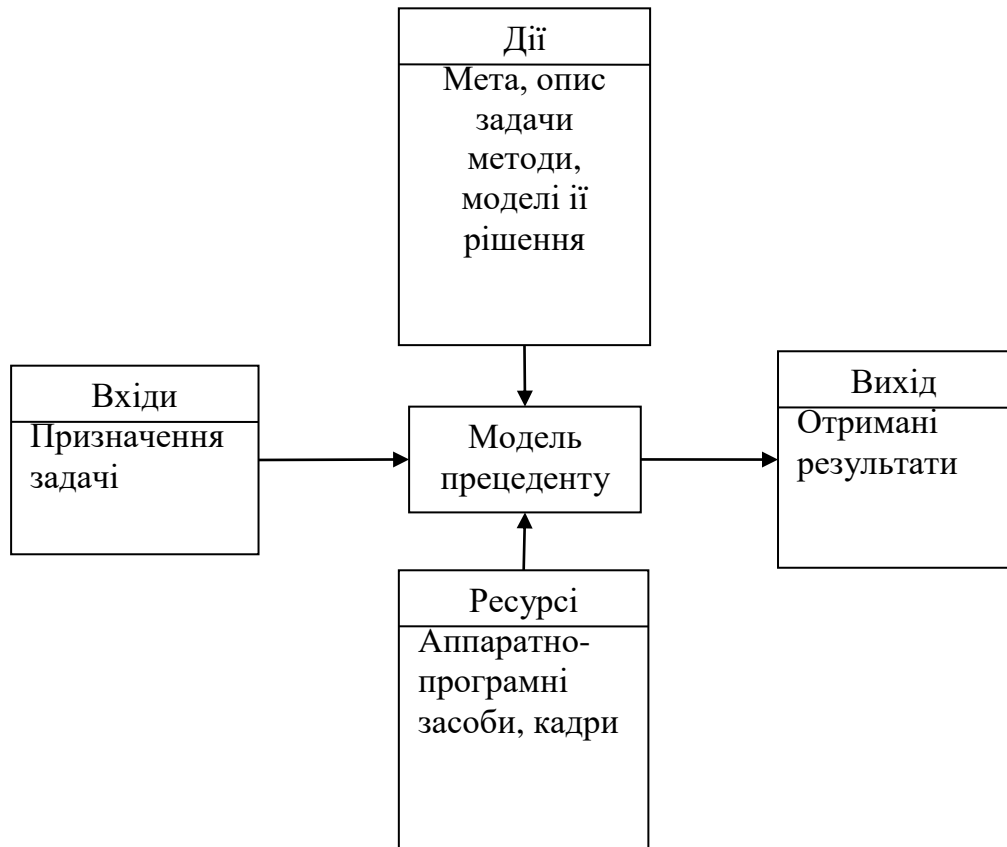 Дії
Мета, опис
задачи
методи,
моделі ії
рішення
Вхіди
Призначення
задачі
Модель
прецеденту
Вихід
Отримані
результати
Ресурсі
Аппаратно-
програмні
засоби, кадри